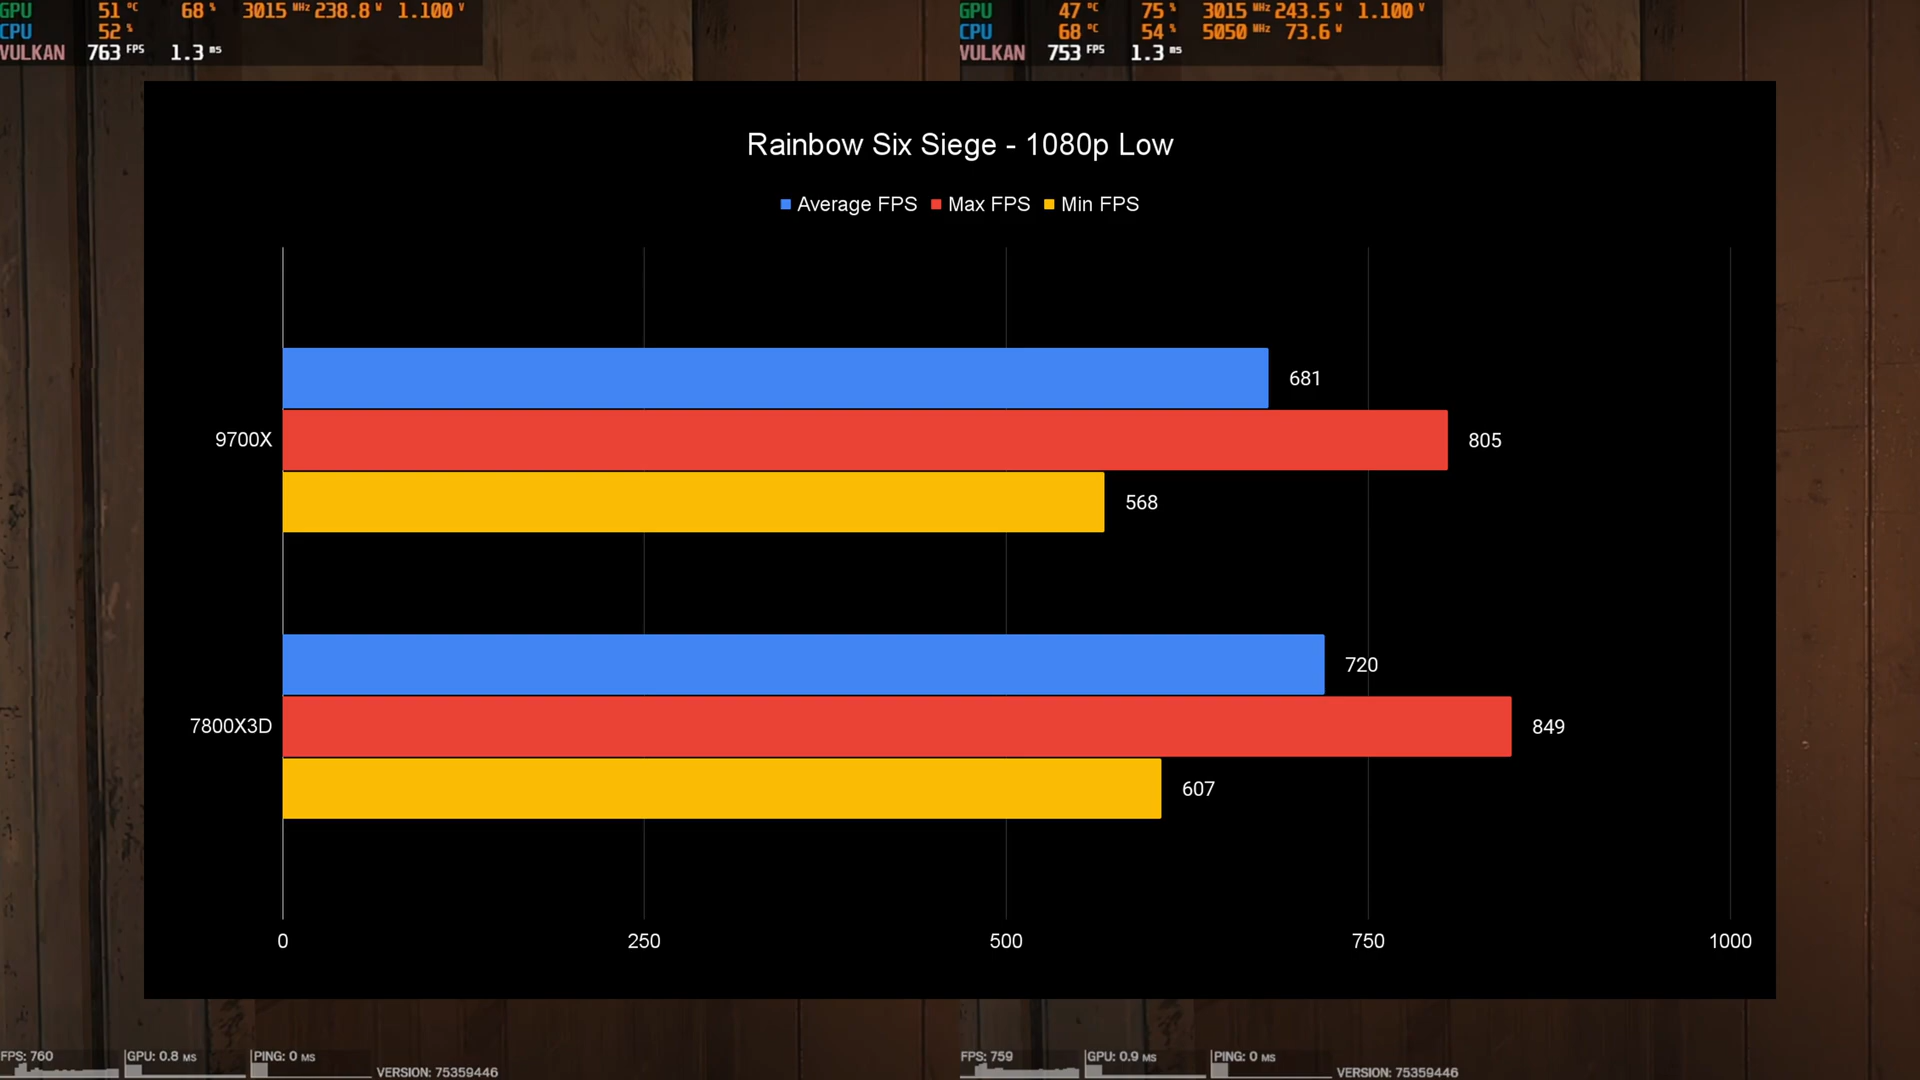 GPU 51 °C 68 % 3015 MHz 238.8 W 1.100 V
CPU 52 %
VULKAN 763 FPS 1.3 ms
GPU 47 °C 75 % 3015 MHz 243.5 W 1.100 V
CPU 68 °C 54 % 5050 MHz 73.6 W
VULKAN 753 FPS 1.3 ms
Rainbow Six Siege - 1080p Low
Average FPS Max FPS Min FPS
681
9700X 805
568
720
7800X3D 849
607
0 250 500 750 1000
FPS: 760 GPU: 0.8 MS PING: 0 MS VERSION: 75359446
FPS: 759 GPU: 0.9 MS PING: 0 MS VERSION: 75359446